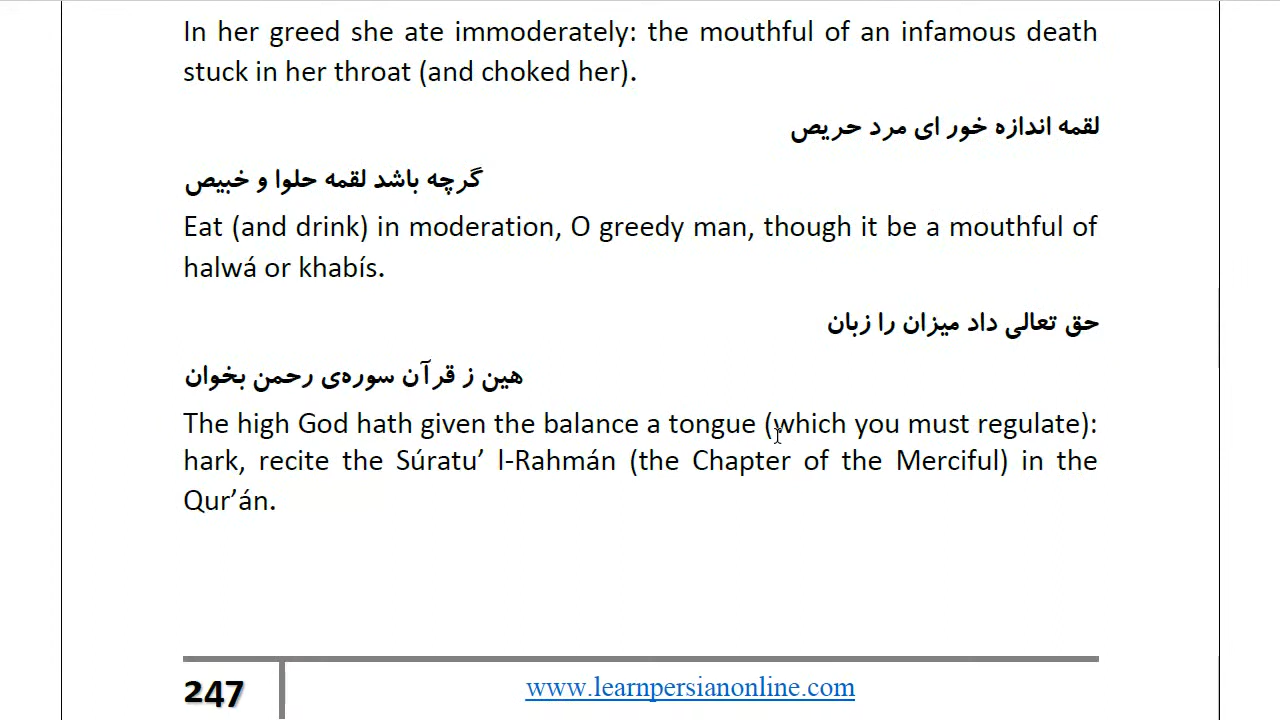 In her greed she ate immoderately: the mouthful of an infamous death
stuck in her throat (and choked her).
لقمه اندازه خور ای مرد حریص
گرچه باشد لقمه حلوا و خبیص
Eat (and drink) in moderation, O greedy man, though it be a mouthful of
halwá or khabís.
حق تعالی داد میزان را زبان
هین ز قرآن سوره‌ی رحمن بخوان
The high God hath given the balance a tongue (which you must regulate):
hark, recite the Súratu’ l-Rahmán (the Chapter of the Merciful) in the
Qur’án.
247
www.learnpersianonline.com